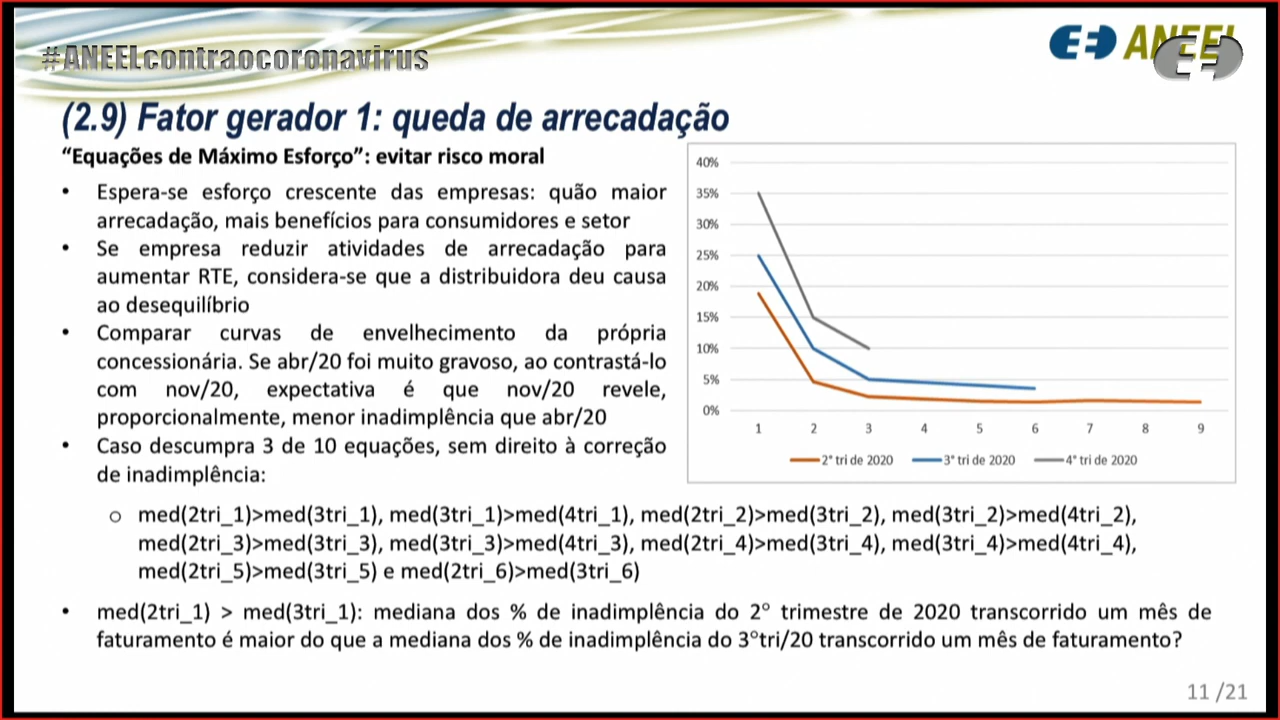 #ANEELcontraocoronavirus
ANEEL
(2.9) Fator gerador 1: queda de arrecadação
“Equações de Máximo Esforço”: evitar risco moral
• Espera-se esforço crescente das empresas: quão maior
arrecadação, mais benefícios para consumidores e setor
• Se empresa reduzir atividades de arrecadação para
aumentar RTE, considera-se que a distribuidora deu causa
ao desequilíbrio
• Comparar curvas de envelhecimento da própria
concessionária. Se abr/20 foi muito gravoso, ao contrastá-lo
com nov/20, expectativa é que nov/20 revele,
proporcionalmente, menor inadimplência que abr/20
• Caso descumpra 3 de 10 equações, sem direito à correção
de inadimplência:
40%
35%
30%
25%
20%
15%
10%
5%
0%
1 2 3 4 5 6 7 8 9
2° tri de 2020 3° tri de 2020 4° tri de 2020
o med(2tri_1)>med(3tri_1), med(3tri_1)>med(4tri_1), med(2tri_2)>med(3tri_2), med(3tri_2)>med(4tri_2),
med(2tri_3)>med(3tri_3), med(3tri_3)>med(4tri_3), med(2tri_4)>med(3tri_4), med(3tri_4)>med(4tri_4),
med(2tri_5)>med(3tri_5) e med(2tri_6)>med(3tri_6)
• med(2tri_1) > med(3tri_1): mediana dos % de inadimplência do 2° trimestre de 2020 transcorrido um mês de
faturamento é maior do que a mediana dos % de inadimplência do 3°tri/20 transcorrido um mês de faturamento?
11 /21